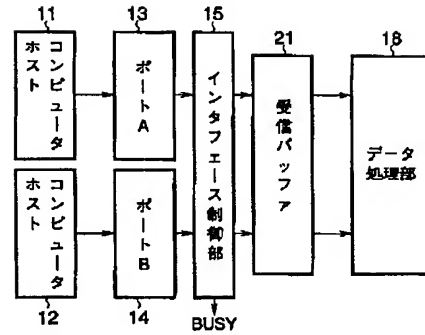 11
13
15
21
18
ホスト
コンピュータ
ポートA
インタフェース制御部
受信バッファ
データ
処理部
ホスト
コンピュータ
ポートB
12
14
BUSY